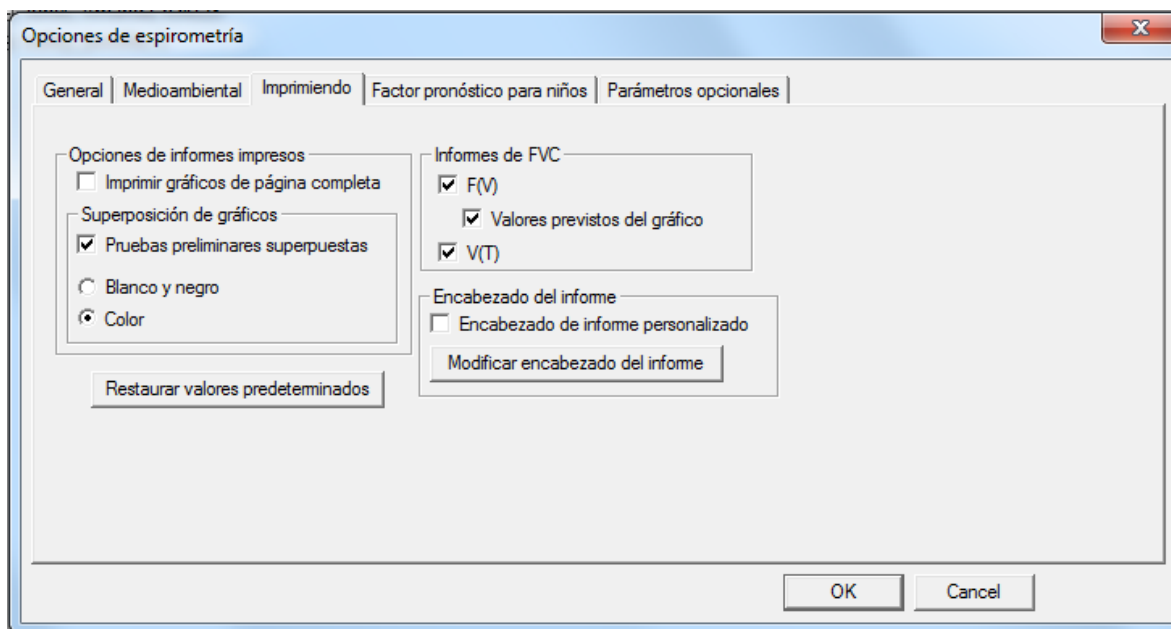 Opciones de espirometría
General
Medioambiental
Imprimiendo
Factor pronóstico para niños
Parámetros opcionales
Opciones de informes impresos
Imprimir gráficos de página completa
Superposición de gráficos
Pruebas preliminares superpuestas
Blanco y negro
Color
Restaurar valores predeterminados
Informes de FVC
F(V)
Valores previstos del gráfico
V(T)
Encabezado del informe
Encabezado de informe personalizado
Modificar encabezado del informe
OK
Cancel